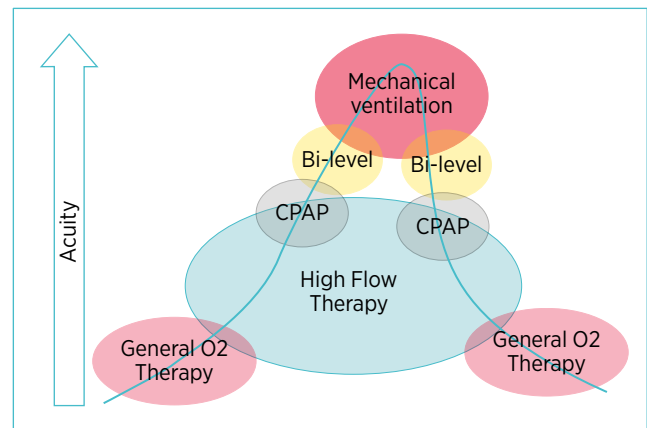 Mechanical
ventilation
Bi-level
Bi-level
CPAP
CPAP
Acuity
High Flow
Therapy
General O2
Therapy
General O2
Therapy